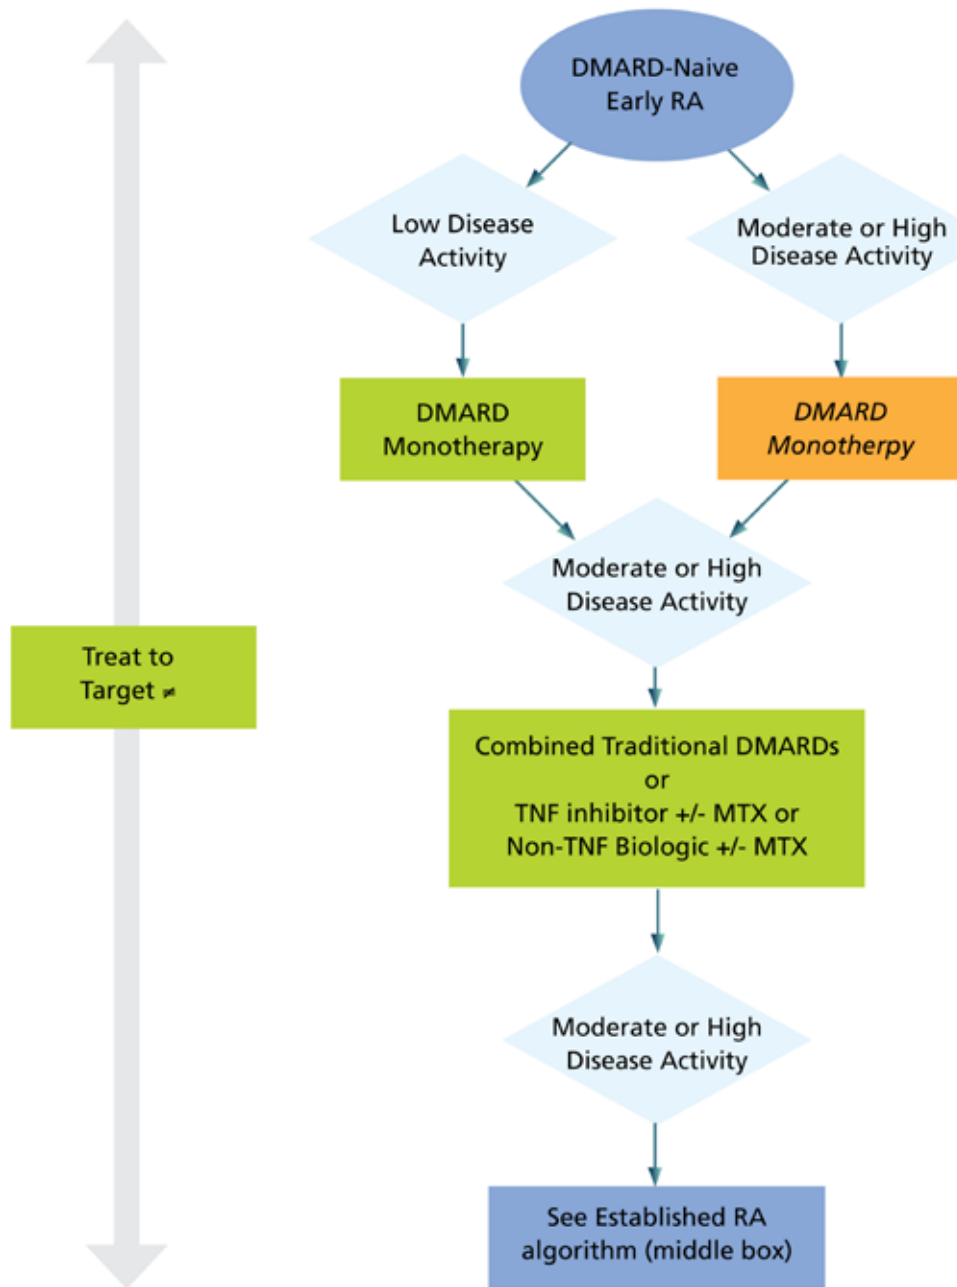 DMARD-Naive
Early RA
Low Disease
Activity
Moderate or High
Disease Activity
DMARD
Monotherapy
DMARD
Monotherpy
Moderate or High
Disease Activity
Treat to
Target ≠
Combined Traditional DMARDs
or
TNF inhibitor +/- MTX or
Non-TNF Biologic +/- MTX
Moderate or High
Disease Activity
See Established RA
algorithm (middle box)